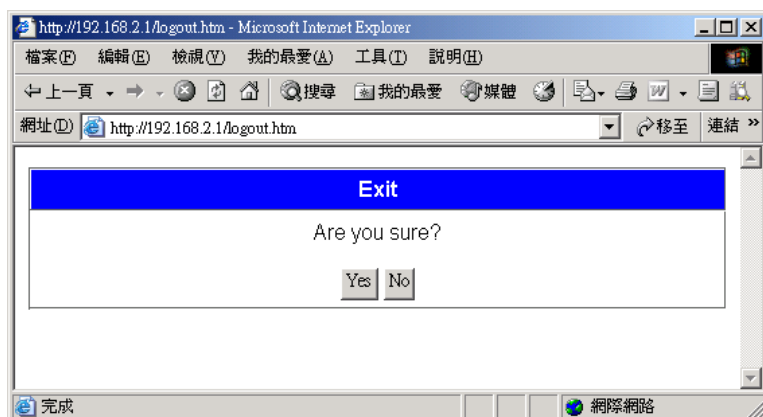 http://192.168.2.1/logout.htm - Microsoft Internet Explorer
檔案(F) 編輯(E) 檢視(V) 我的最愛(A) 工具(T) 說明(H)
上一頁 搜尋 我的最愛 媒體
網址(D) http://192.168.2.1/logout.htm 移至 連結 »
Exit
Are you sure?
Yes No
完成 網際網路